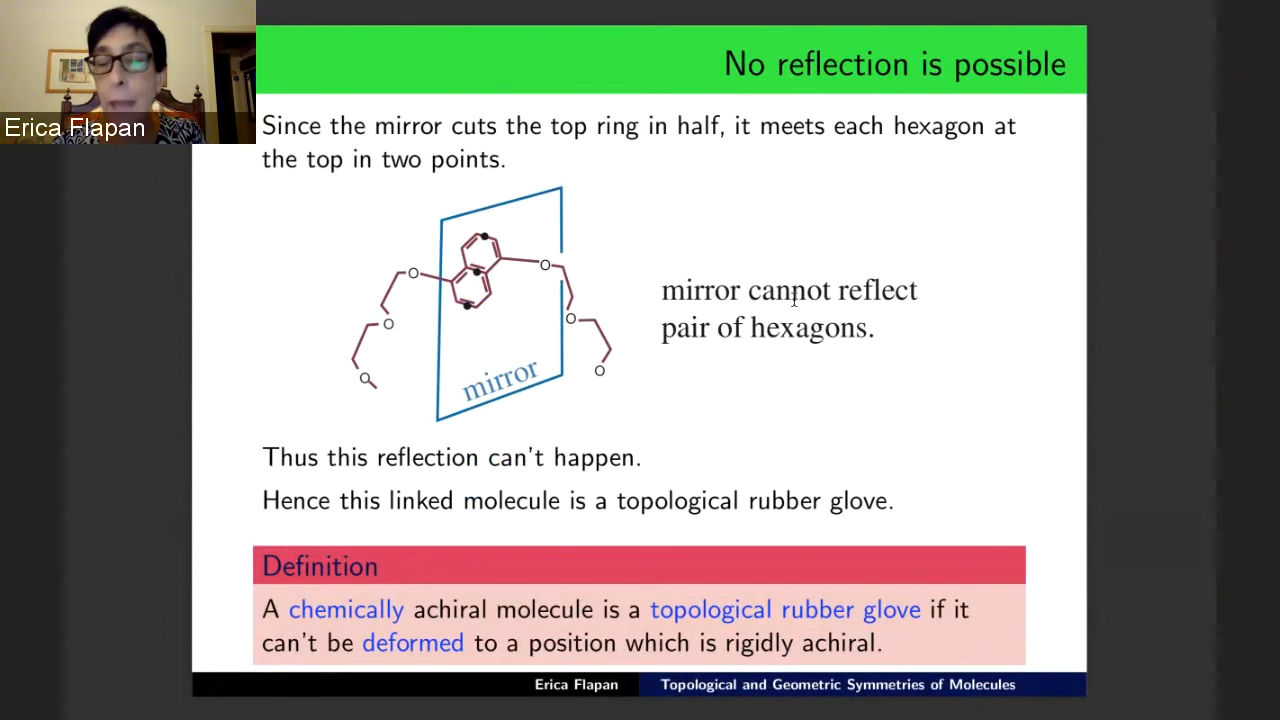 Erica Flapan
No reflection is possible
Since the mirror cuts the top ring in half, it meets each hexagon at
the top in two points.
O
O
O
O
O
O
mirror
mirror cannot reflect
pair of hexagons.
Thus this reflection can't happen.
Hence this linked molecule is a topological rubber glove.
Definition
A chemically achiral molecule is a topological rubber glove if it
can't be deformed to a position which is rigidly achiral.
Erica Flapan
Topological and Geometric Symmetries of Molecules